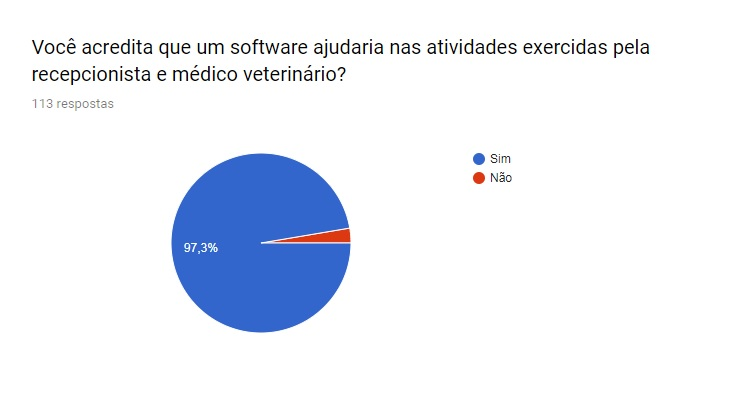 Você acredita que um software ajudaria nas atividades exercidas pela
recepcionista e médico veterinário?
113 respostas
Sim
Não
97,3%